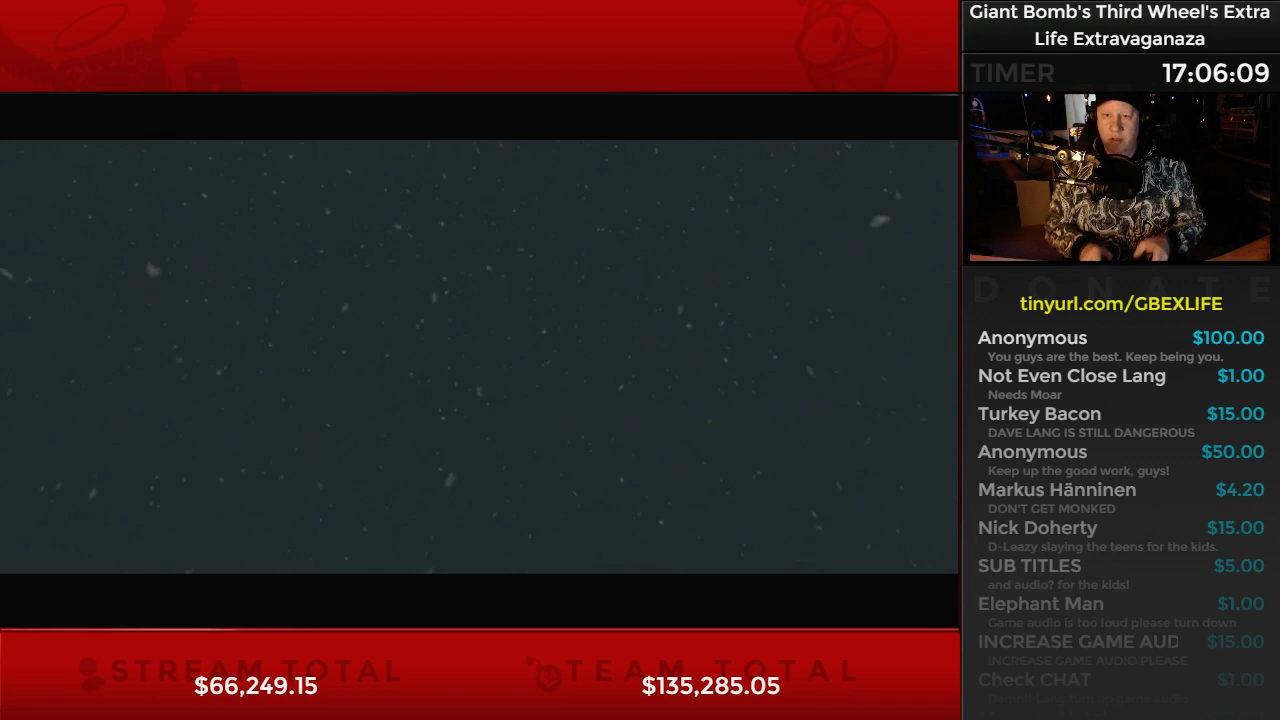 Giant Bomb's Third Wheel's Extra
Life Extravaganaza
TIMER
17:06:09
DONATE
tinyurl.com/GBEXLIFE
Anonymous $100.00
You guys are the best. Keep being you.
Not Even Close Lang $1.00
Needs Moar
Turkey Bacon $15.00
DAVE LANG IS STILL DANGEROUS
Anonymous $50.00
Keep up the good work, guys!
Markus Hänninen $4.20
DON'T GET MONKED
Nick Doherty $15.00
D-Leazy slaying the teens for the kids.
SUB TITLES $5.00
and audio? for the kids!
Elephant Man $1.00
Game audio is too loud please turn down
INCREASE GAME AUD $15.00
INCREASE GAME AUDIO PLEASE
Check CHAT $1.00
turn up game audio
STREAM TOTAL
$66,249.15
TEAM TOTAL
$135,285.05